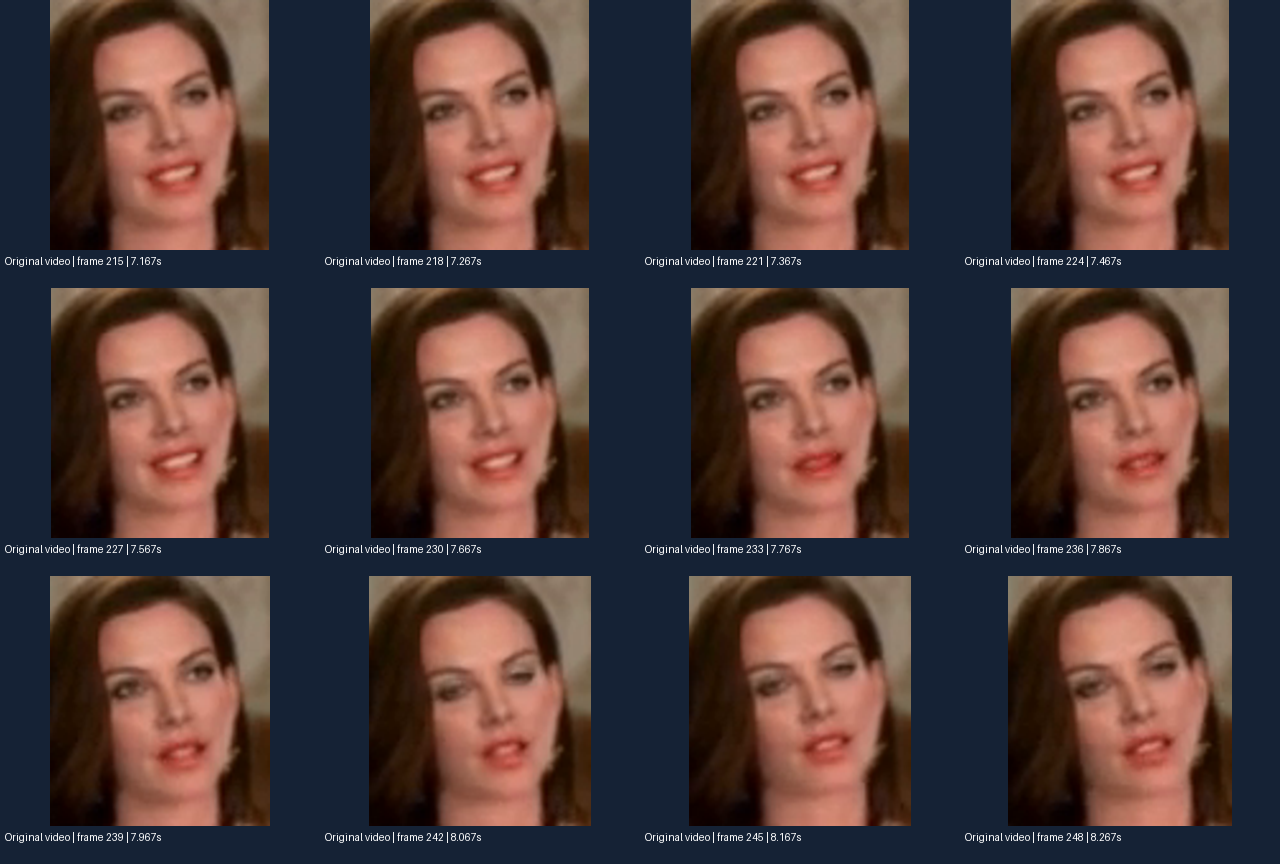 Original video | frame 215 | 7.167s
Original video | frame 218 | 7.267s
Original video | frame 221 | 7.367s
Original video | frame 224 | 7.467s
Original video | frame 227 | 7.567s
Original video | frame 230 | 7.667s
Original video | frame 233 | 7.767s
Original video | frame 236 | 7.867s
Original video | frame 239 | 7.967s
Original video | frame 242 | 8.067s
Original video | frame 245 | 8.167s
Original video | frame 248 | 8.267s